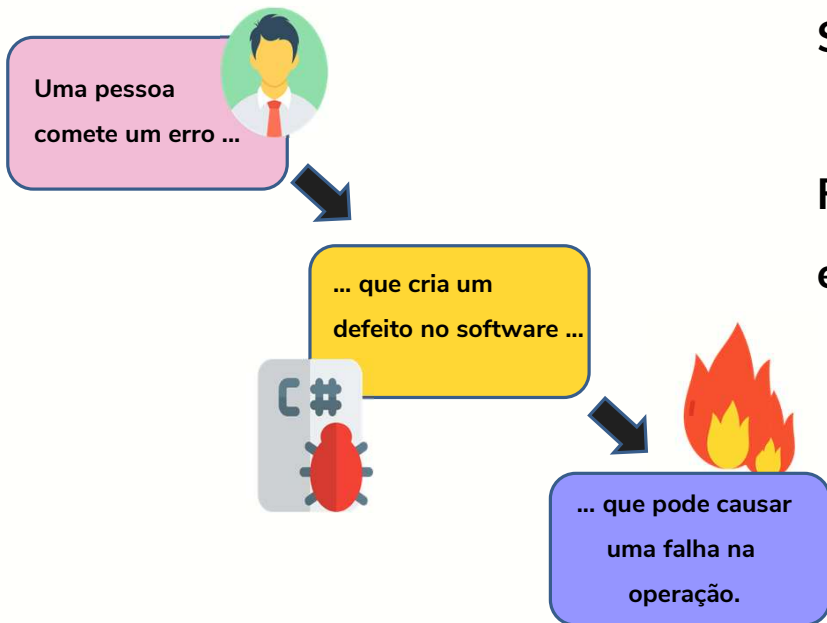 Uma pessoa
comete um erro ...
... que cria um
defeito no software ...
C#
... que pode causar
uma falha na
operação.